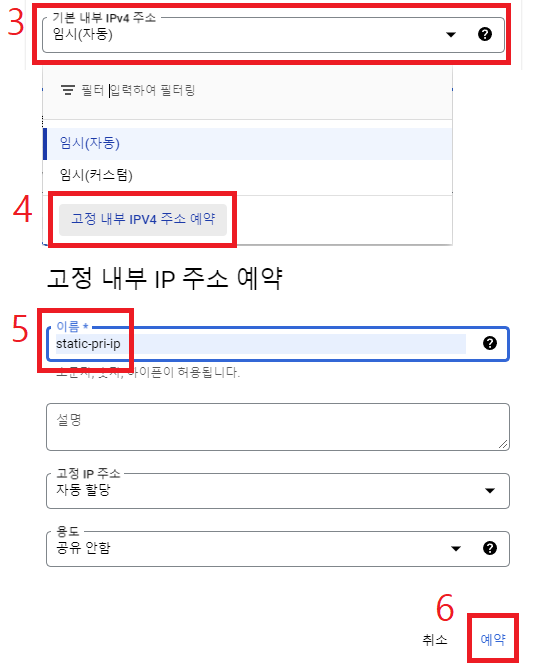 3
기본 내부 IPv4 주소
임시(자동)
필터 입력하여 필터링
임시(자동)
임시(커스텀)
4
고정 내부 IPV4 주소 예약
고정 내부 IP 주소 예약
5
이름 *
static-pri-ip
소문자, 숫자, 하이픈이 허용됩니다.
설명
고정 IP 주소
자동 할당
용도
공유 안함
6
취소 예약